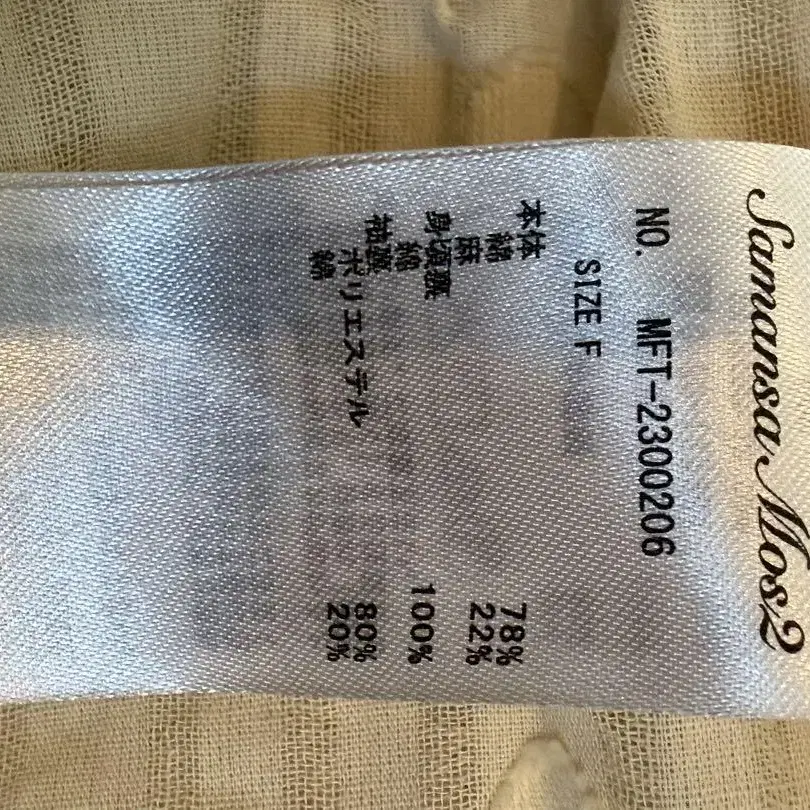 Samansa Mos2
NO. MFT-2300206
SIZE F
本体
綿 78%
麻 22%
身頃裏
綿 100%
袖裏
ポリエステル 80%
綿 20%